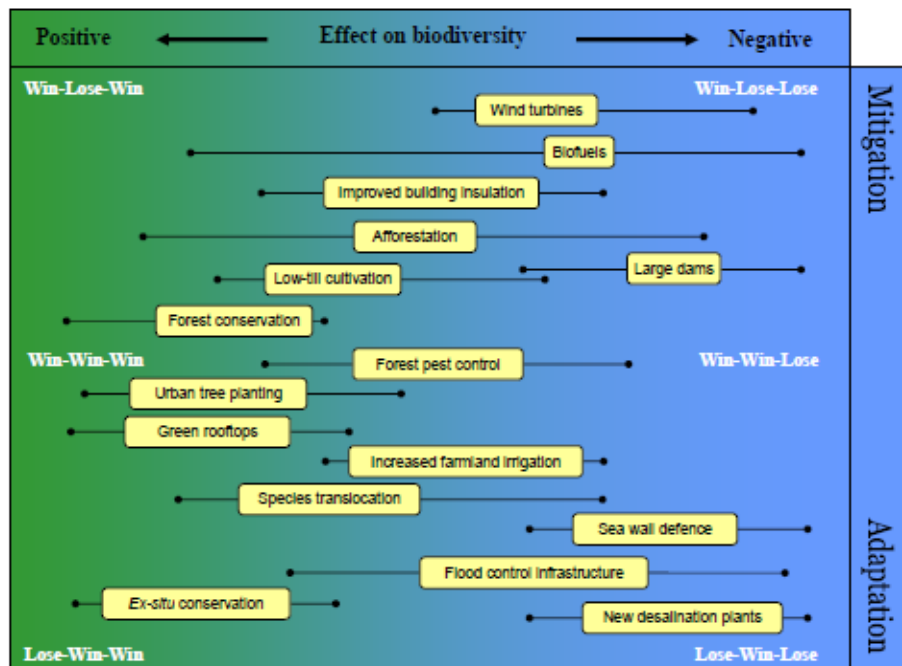 Positive
Effect on biodiversity
Negative
Win-Lose-Win
Win-Lose-Lose
Mitigation
Wind turbines
Biofuels
Improved building insulation
Afforestation
Large dams
Low-till cultivation
Forest conservation
Win-Win-Win
Forest pest control
Win-Win-Lose
Urban tree planting
Green rooftops
Increased farmland irrigation
Species translocation
Sea wall defence
Adaptation
Flood control infrastructure
Ex-situ conservation
New desalination plants
Lose-Win-Win
Lose-Win-Lose